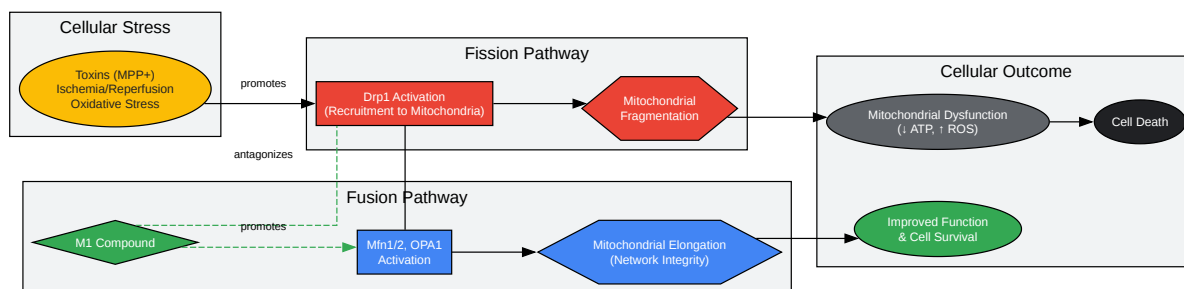 Cellular Stress
Toxins (MPP+)
Ischemia/Reperfusion
Oxidative Stress
promotes
Fission Pathway
Drp1 Activation
(Recruitment to Mitochondria)
Mitochondrial
Fragmentation
Cellular Outcome
Mitochondrial Dysfunction
(↓ ATP, ↑ ROS)
Cell Death
antagonizes
Fusion Pathway
M1 Compound
promotes
Mfn1/2, OPA1
Activation
Mitochondrial Elongation
(Network Integrity)
Improved Function
& Cell Survival